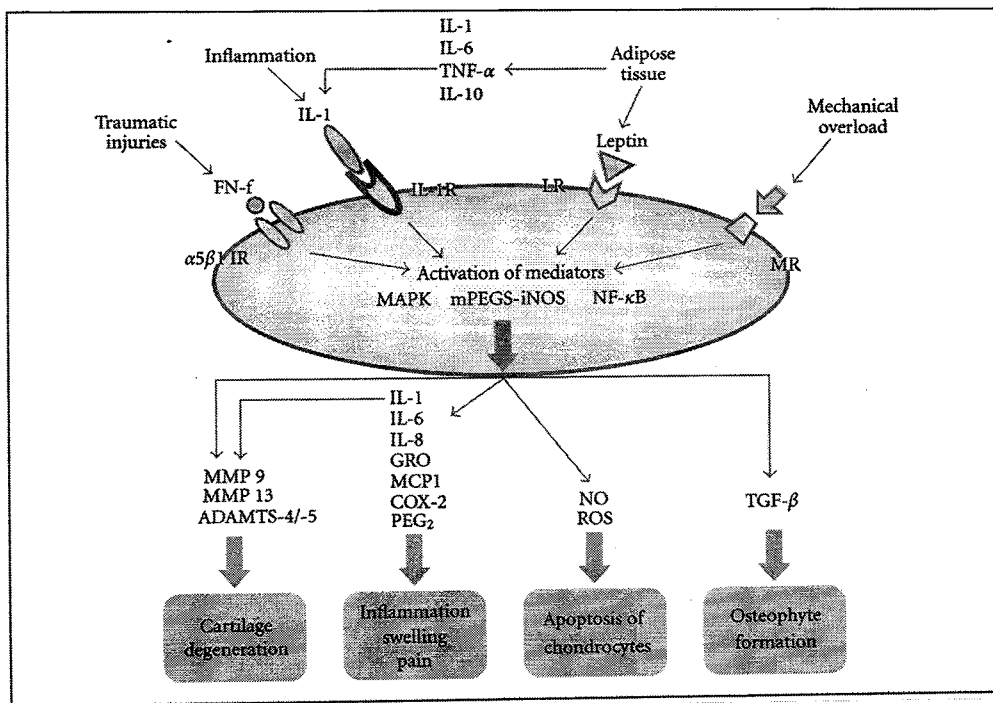 IL-1
IL-6
TNF-α
IL-10
Inflammation
Adipose
tissue
IL-1
Traumatic
injuries
Leptin
Mechanical
overload
FN-f
IL-1R
LR
α5β1 IR
MR
Activation of mediators
MAPK mPEGS-iNOS NF-κB
IL-1
IL-6
IL-8
GRO
MCP1
COX-2
PEG₂
MMP 9
MMP 13
ADAMTS-4/-5
NO
ROS
TGF-β
Cartilage
degeneration
Inflammation
swelling
pain
Apoptosis of
chondrocytes
Osteophyte
formation